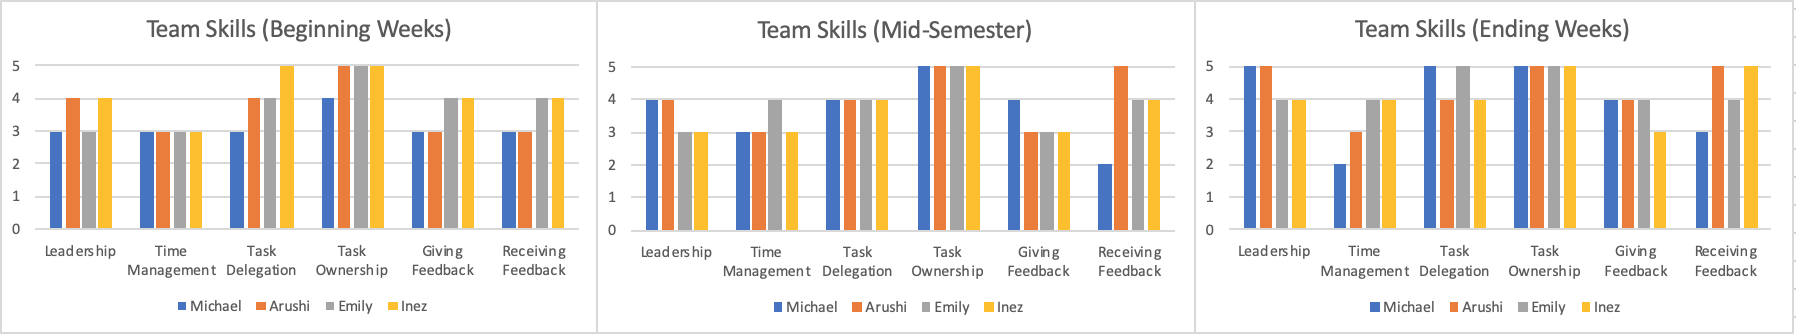 Team Skills (Beginning Weeks)
5
4
3
2
1
0
Leadership
Time Management
Task Delegation
Task Ownership
Giving Feedback
Receiving Feedback
Michael Arushi Emily Inez
Team Skills (Mid-Semester)
5
4
3
2
1
0
Leadership
Time Management
Task Delegation
Task Ownership
Giving Feedback
Receiving Feedback
Michael Arushi Emily Inez
Team Skills (Ending Weeks)
5
4
3
2
1
0
Leadership
Time Management
Task Delegation
Task Ownership
Giving Feedback
Receiving Feedback
Michael Arushi Emily Inez